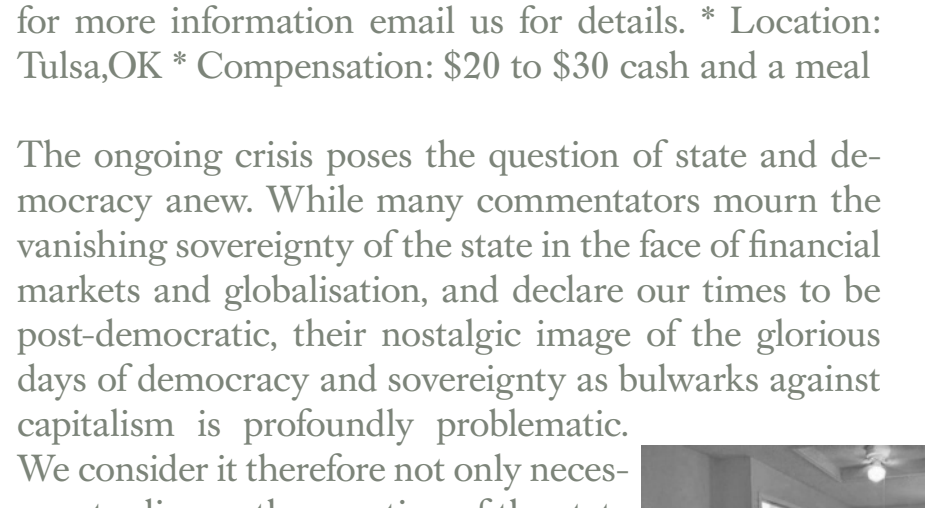 for more information email us for details. * Location:
Tulsa,OK * Compensation: $20 to $30 cash and a meal
The ongoing crisis poses the question of state and de-
mocracy anew. While many commentators mourn the
vanishing sovereignty of the state in the face of financial
markets and globalisation, and declare our times to be
post-democratic, their nostalgic image of the glorious
days of democracy and sovereignty as bulwarks against
capitalism is profoundly problematic.
We consider it therefore not only neces-